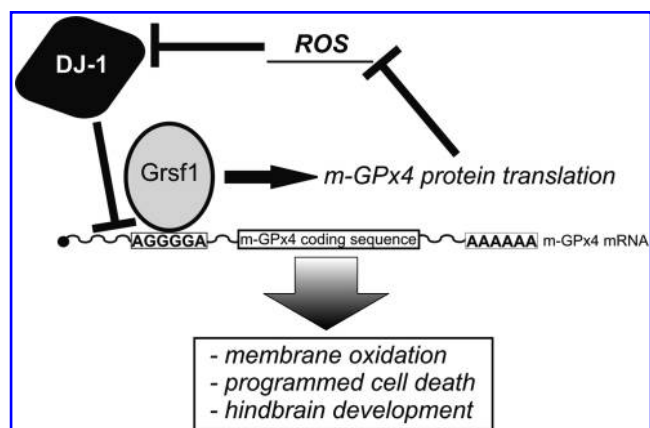 ROS
DJ-1
Grsf1
m-GPx4 protein translation
AGGGGA
m-GPx4 coding sequence
AAAAAA
m-GPx4 mRNA
- membrane oxidation
- programmed cell death
- hindbrain development